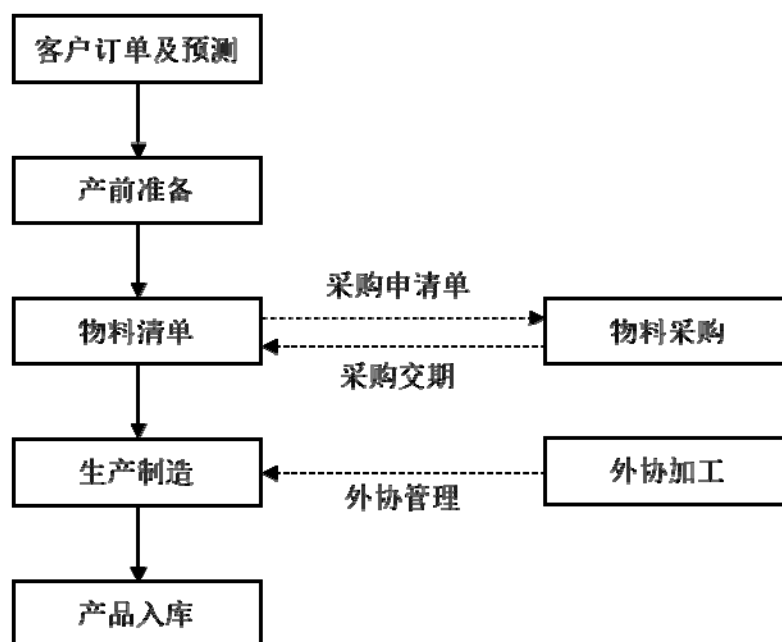 客户订单及预测
产前准备
采购申请单
物料清单
物料采购
采购交期
生产制造
外协加工
外协管理
产品入库